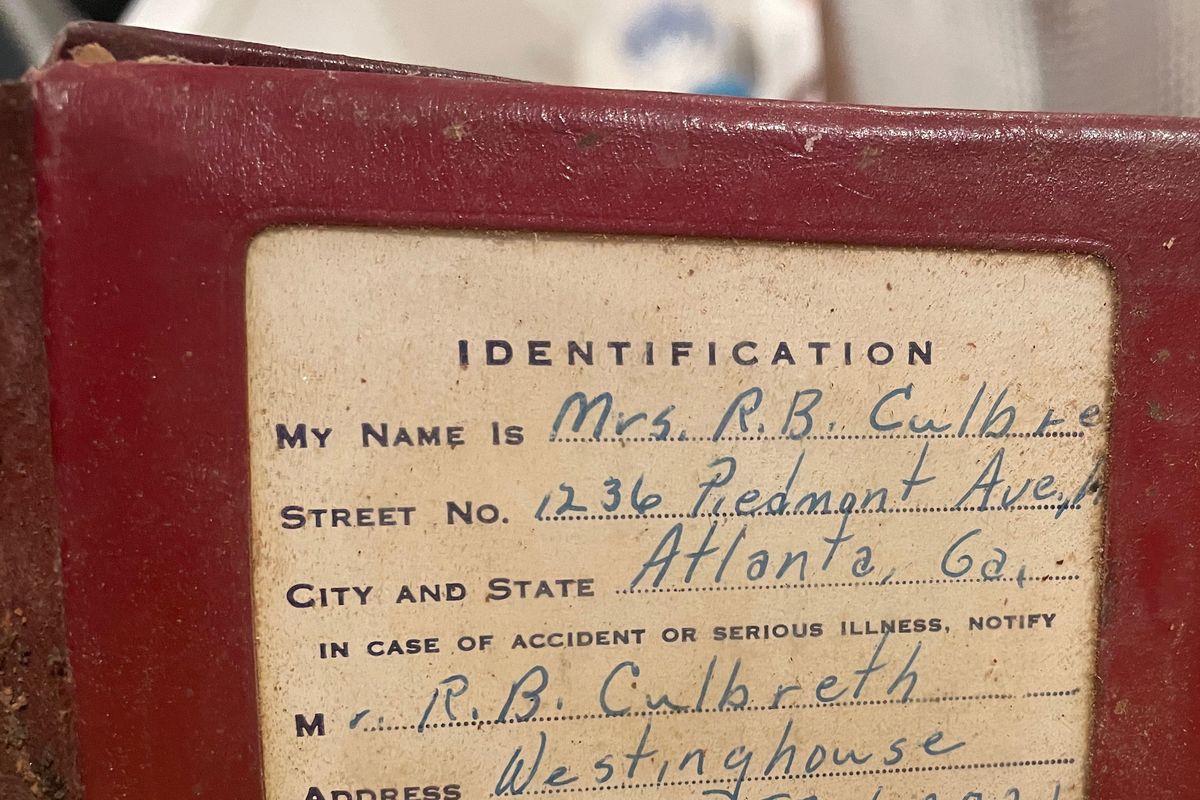 IDENTIFICATION
MY NAME IS Mrs. R.B. Culbre
STREET NO. 1236 Piedmont Ave,
CITY AND STATE Atlanta, Ga.
IN CASE OF ACCIDENT OR SERIOUS ILLNESS, NOTIFY
Mr. R.B. Culbreth
ADDRESS Westinghouse